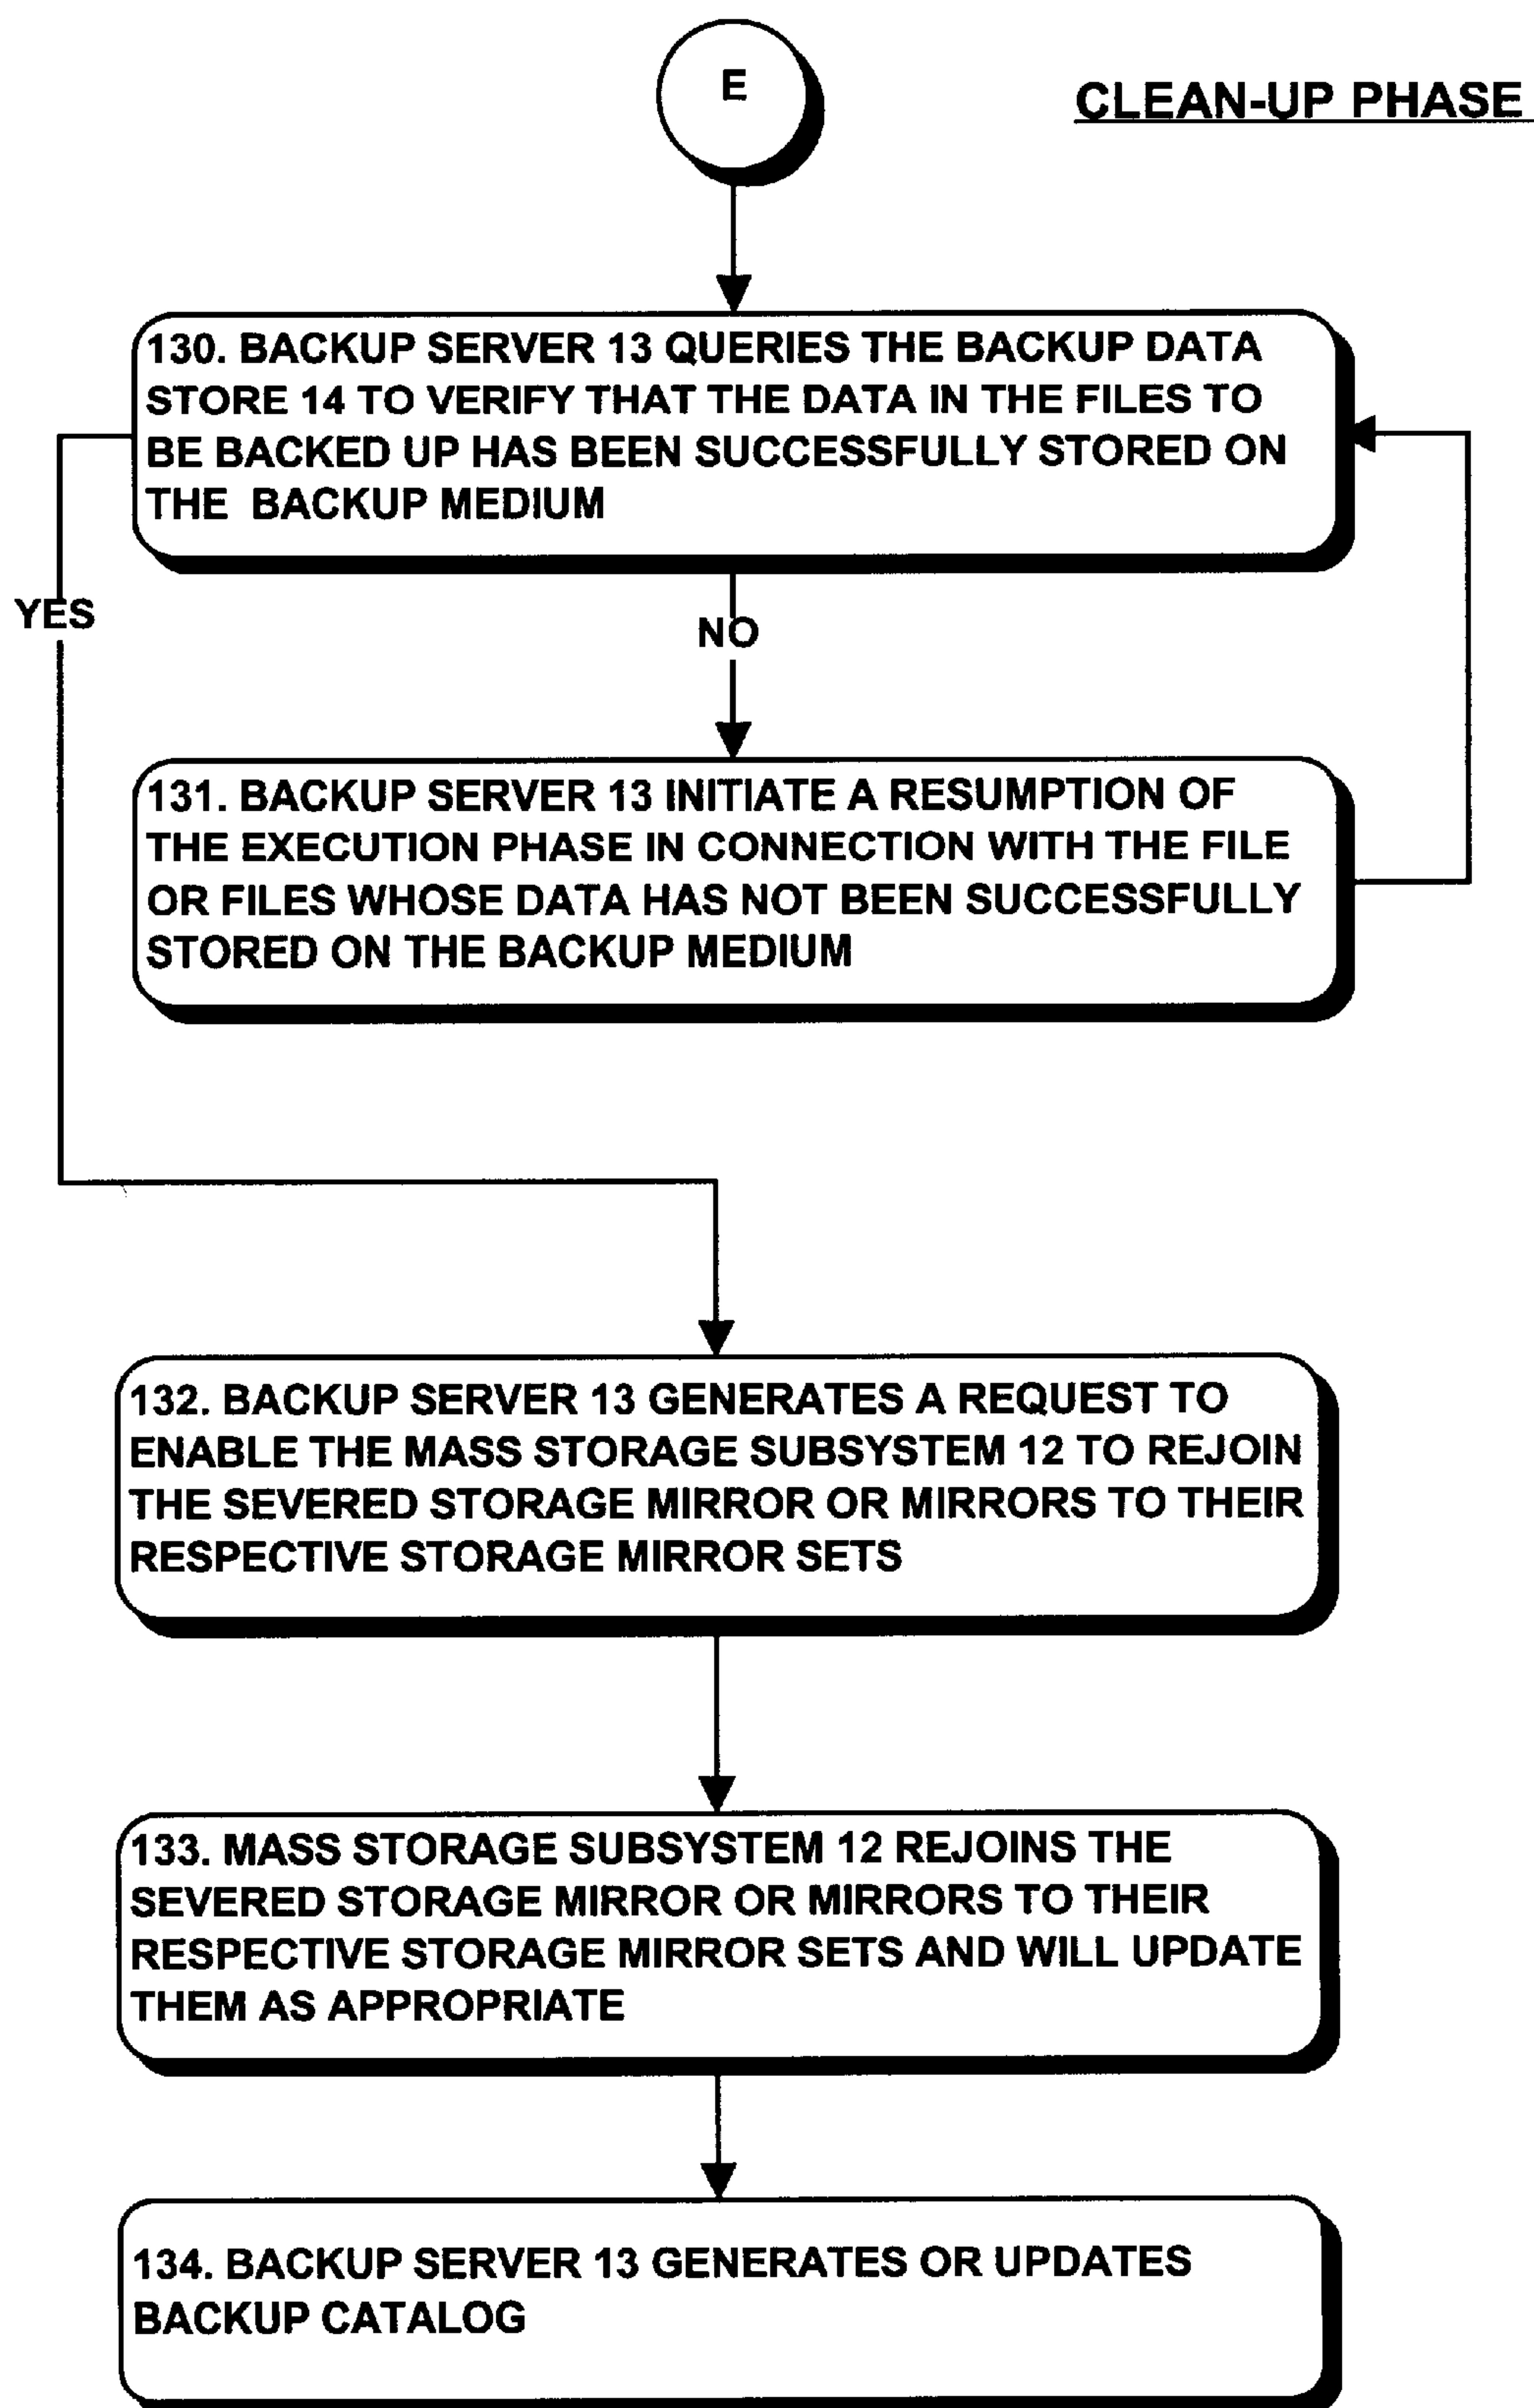 E
CLEAN-UP PHASE
130. BACKUP SERVER 13 QUERIES THE BACKUP DATA
STORE 14 TO VERIFY THAT THE DATA IN THE FILES TO
BE BACKED UP HAS BEEN SUCCESSFULLY STORED ON
THE BACKUP MEDIUM
YES
NO
131. BACKUP SERVER 13 INITIATE A RESUMPTION OF
THE EXECUTION PHASE IN CONNECTION WITH THE FILE
OR FILES WHOSE DATA HAS NOT BEEN SUCCESSFULLY
STORED ON THE BACKUP MEDIUM
132. BACKUP SERVER 13 GENERATES A REQUEST TO
ENABLE THE MASS STORAGE SUBSYSTEM 12 TO REJOIN
THE SEVERED STORAGE MIRROR OR MIRRORS TO THEIR
RESPECTIVE STORAGE MIRROR SETS
133. MASS STORAGE SUBSYSTEM 12 REJOINS THE
SEVERED STORAGE MIRROR OR MIRRORS TO THEIR
RESPECTIVE STORAGE MIRROR SETS AND WILL UPDATE
THEM AS APPROPRIATE
134. BACKUP SERVER 13 GENERATES OR UPDATES
BACKUP CATALOG